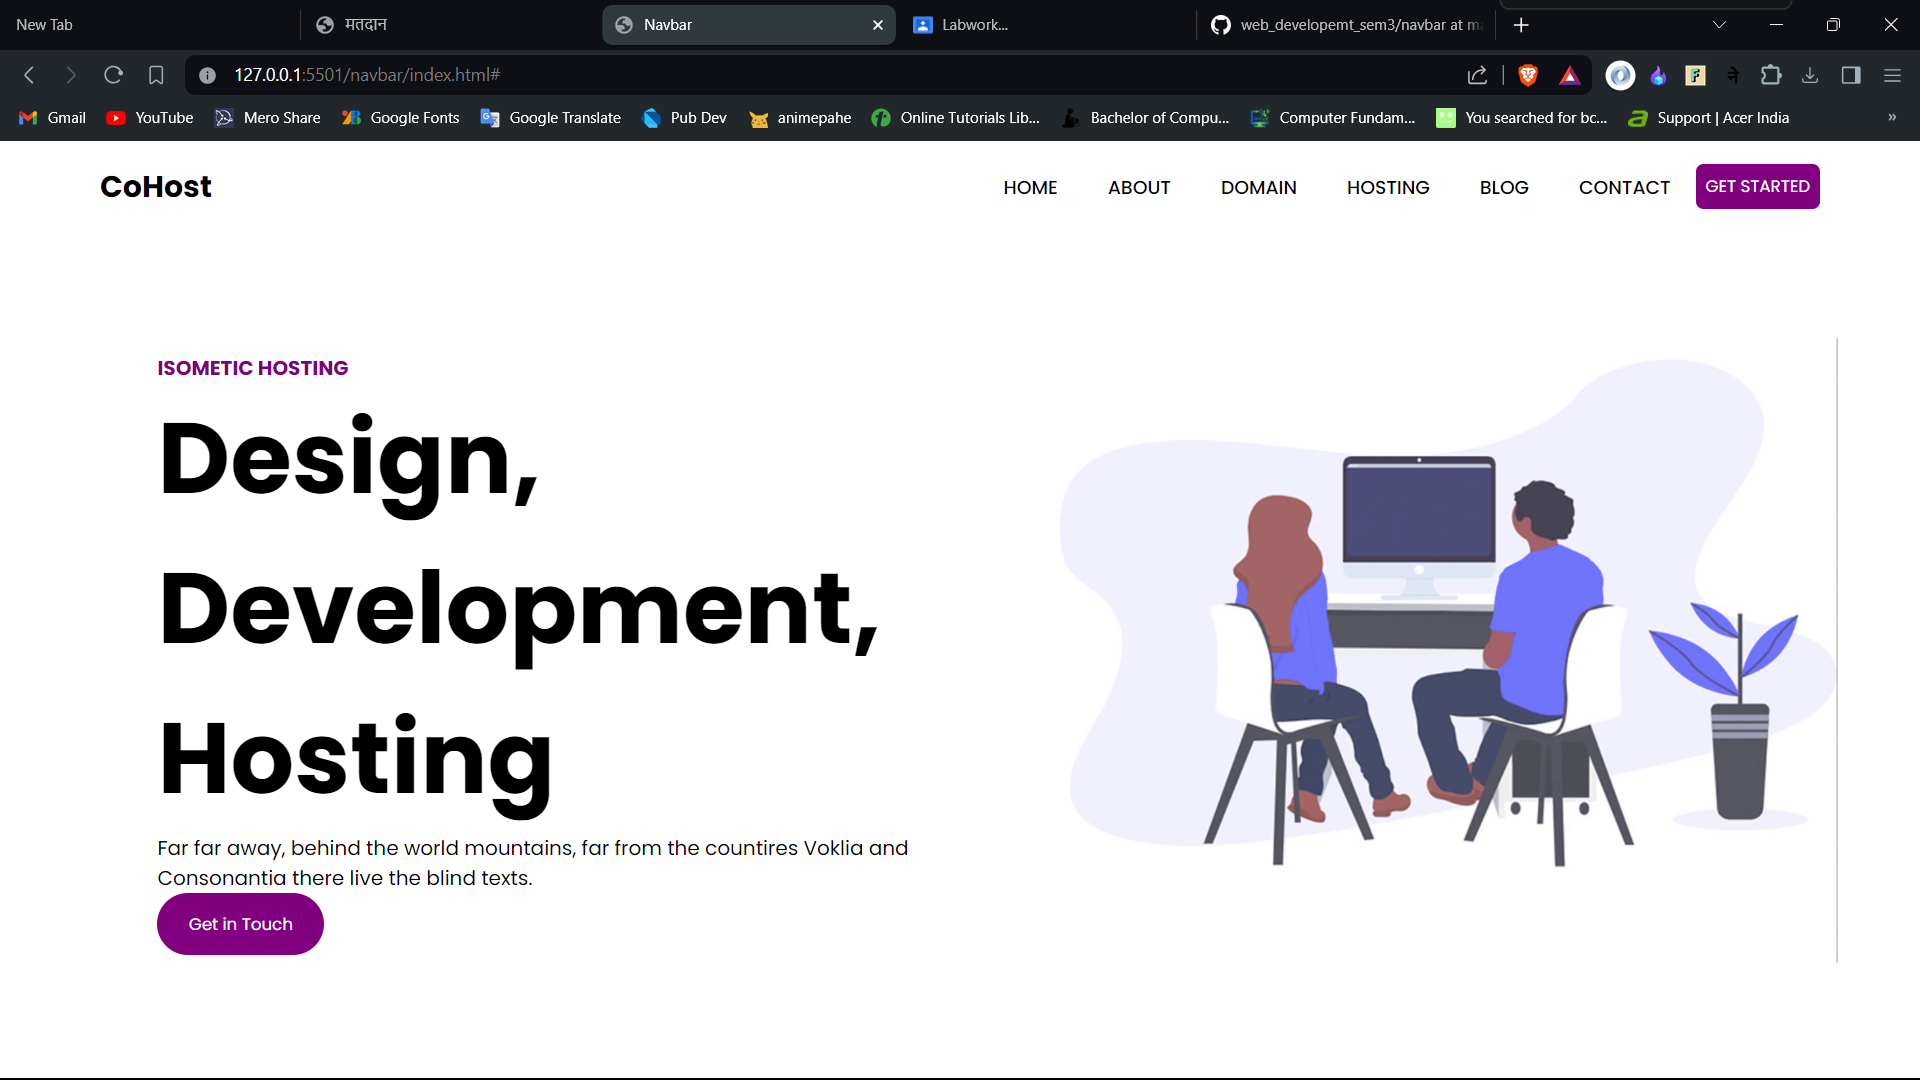 New Tab
मतदान
Navbar
Labwork...
web_developemt_sem3/navbar at ma
127.0.0.1:5501/navbar/index.html#
Gmail
YouTube
Mero Share
Google Fonts
Google Translate
Pub Dev
animepahe
Online Tutorials Lib...
Bachelor of Compu...
Computer Fundam...
You searched for bc...
Support | Acer India
CoHost
HOME
ABOUT
DOMAIN
HOSTING
BLOG
CONTACT
GET STARTED
ISOMETIC HOSTING
Design,
Development,
Hosting
Far far away, behind the world mountains, far from the countires Voklia and
Consonantia there live the blind texts.
Get in Touch